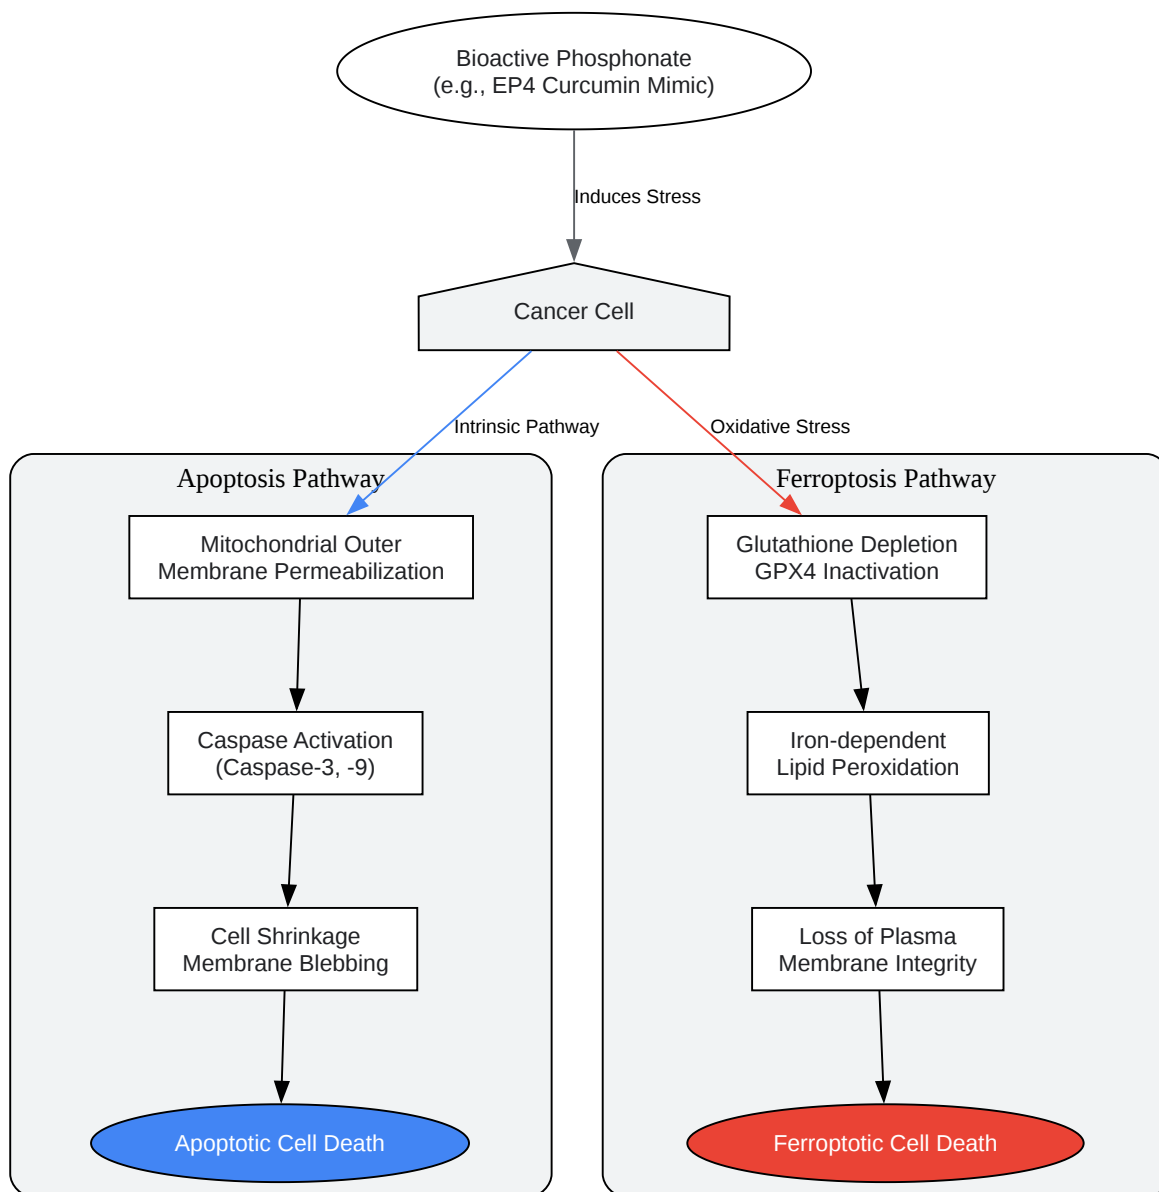 Bioactive Phosphonate
(e.g., EP4 Curcumin Mimic)
Induces Stress
Cancer Cell
Intrinsic Pathway
Oxidative Stress
Apoptosis Pathway
Mitochondrial Outer
Membrane Permeabilization
Caspase Activation
(Caspase-3, -9)
Cell Shrinkage
Membrane Blebbing
Apoptotic Cell Death
Ferroptosis Pathway
Glutathione Depletion
GPX4 Inactivation
Iron-dependent
Lipid Peroxidation
Loss of Plasma
Membrane Integrity
Ferroptotic Cell Death